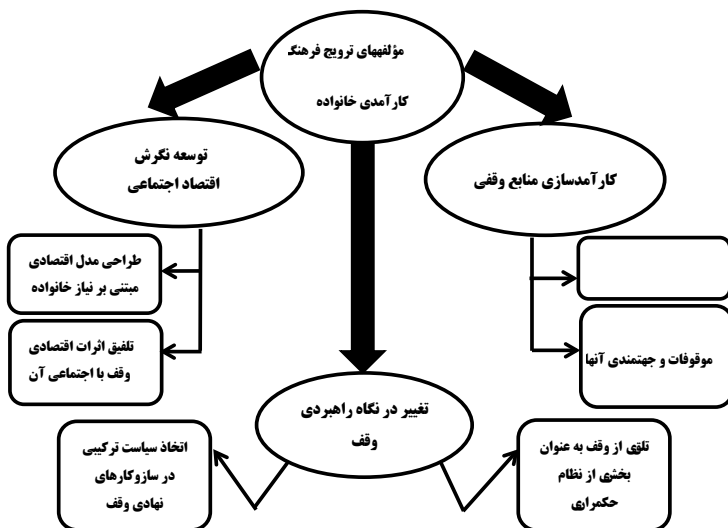 مؤلفههای ترویج فرهنگ
کارآمدی خانواده
کارآمدسازی منابع وقفی
توسعه نگرش
اقتصاد اجتماعی
موقوفات و جهتمندی آنها
طراحی مدل اقتصادی
مبتنی بر نیاز خانواده
تلفیق اثرات اقتصادی
وقف با اجتماعی آن
تغییر در نگاه راهبردی
وقف
تلقی از وقف به عنوان
بخشی از نظام
حکمرانی
اتخاذ سیاست ترکیبی
در سازوکارهای
نهادی وقف